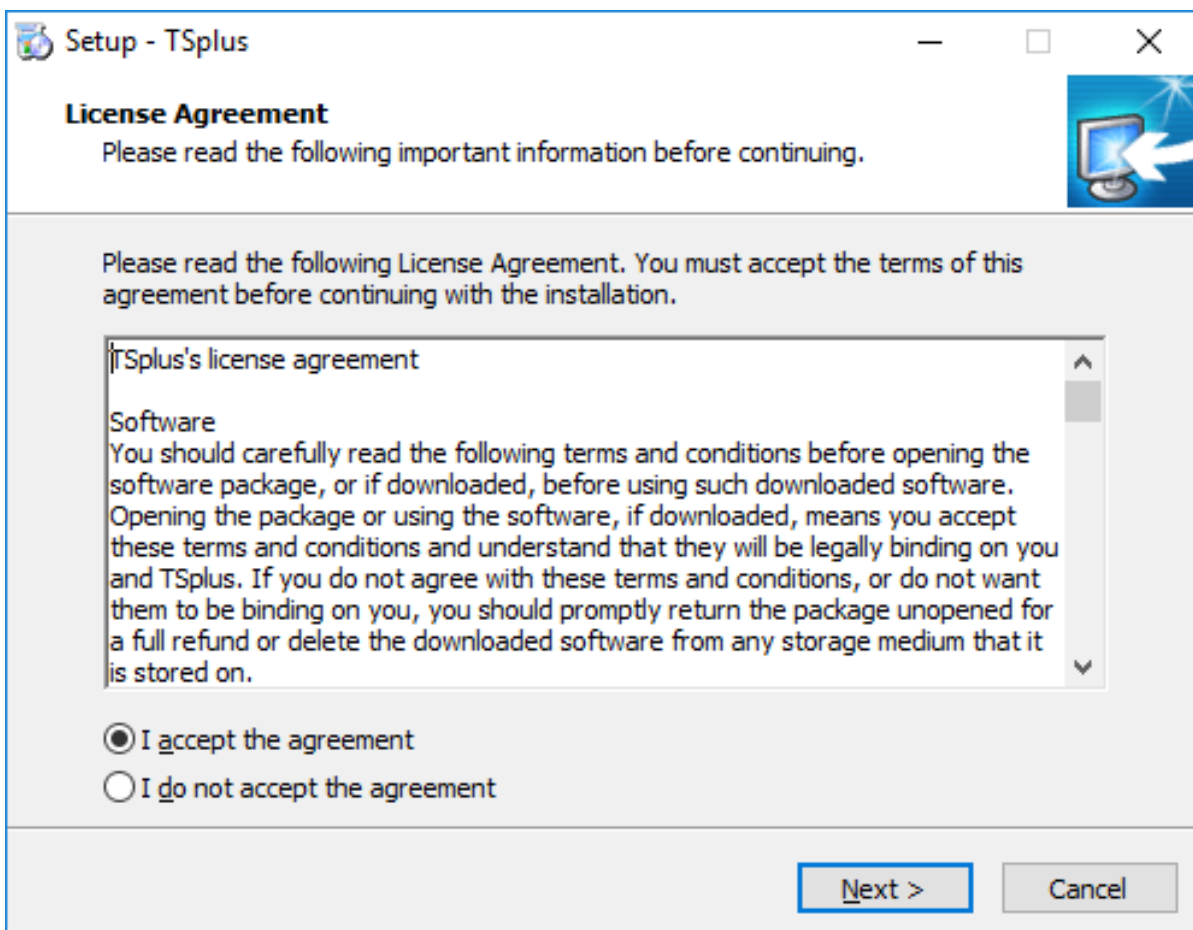 Setup - TSplus
License Agreement
Please read the following important information before continuing.
Please read the following License Agreement. You must accept the terms of this
agreement before continuing with the installation.
TSplus's license agreement
Software
You should carefully read the following terms and conditions before opening the
software package, or if downloaded, before using such downloaded software.
Opening the package or using the software, if downloaded, means you accept
these terms and conditions and understand that they will be legally binding on you
and TSplus. If you do not agree with these terms and conditions, or do not want
them to be binding on you, you should promptly return the package unopened for
a full refund or delete the downloaded software from any storage medium that it
is stored on.
I accept the agreement
I do not accept the agreement
Next >
Cancel